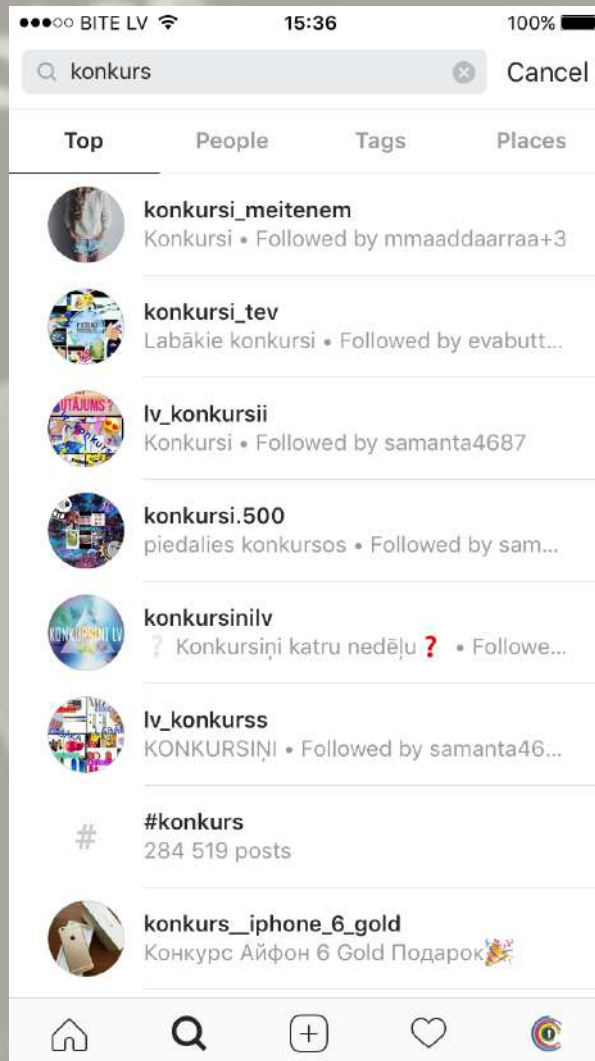 BITE LV 15:36 100%
konkurs Cancel
Top People Tags Places
konkursi_meitenem
Konkursi • Followed by mmaaddaarraa+3
konkursi_tev
Labākie konkursi • Followed by evabutt...
lv_konkursii
Konkursi • Followed by samanta4687
konkursi.500
piedalies konkursos • Followed by sam...
konkursinilv
❔ Konkursiņi katru nedēļu❓ • Followe...
KONKURSINI LV
lv_konkurss
KONKURSIŅI • Followed by samanta46...
#konkurs
284 519 posts
konkurs__iphone_6_gold
Конкурс Айфон 6 Gold Подарок🎉